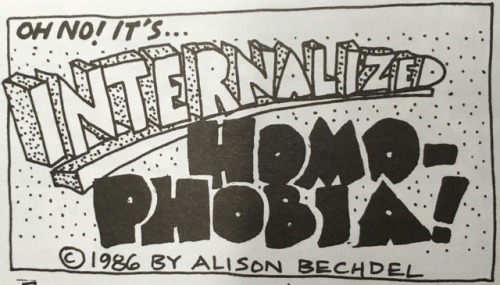 OH NO! IT'S...
INTERNALIZED
HOMO-
PHOBIA!
© 1986 BY ALISON BECHDEL